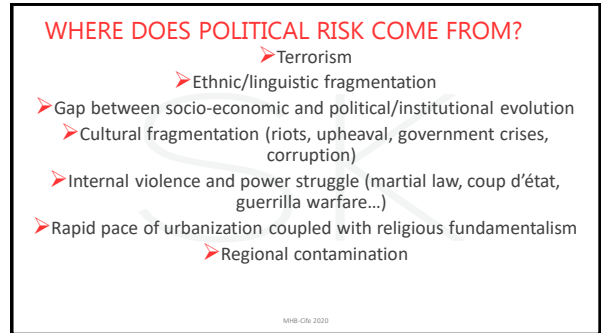 WHERE DOES POLITICAL RISK COME FROM?
➢Terrorism
➢Ethnic/linguistic fragmentation
➢Gap between socio-economic and political/institutional evolution
➢Cultural fragmentation (riots, upheaval, government crises,
corruption)
➢Internal violence and power struggle (martial law, coup d’état,
guerrilla warfare…)
➢Rapid pace of urbanization coupled with religious fundamentalism
➢Regional contamination
SK
MHB-Cife 2020